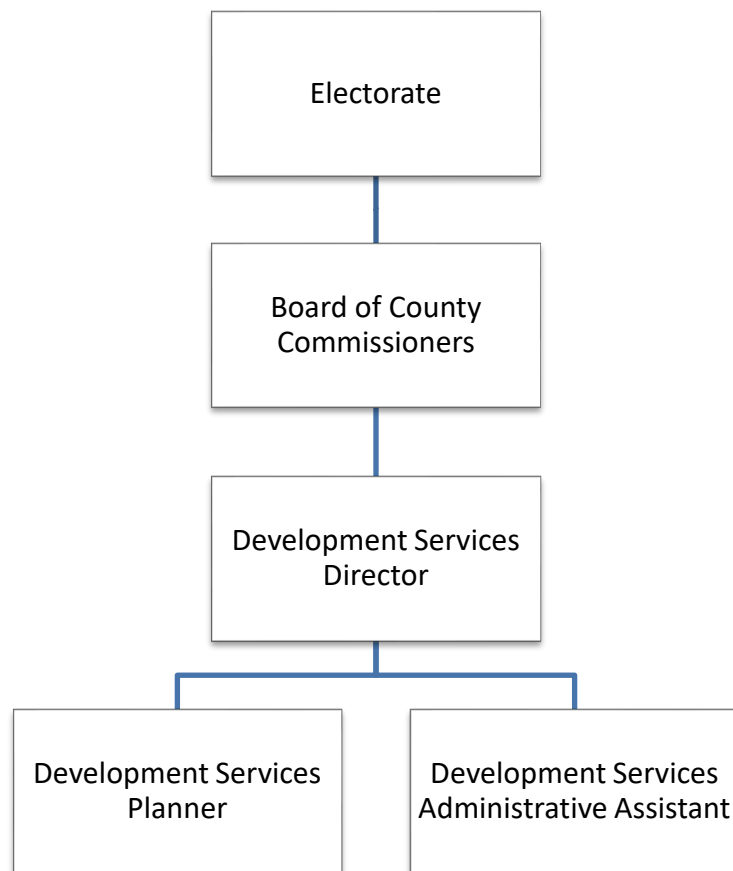 Electorate
Board of County
Commissioners
Development Services
Director
Development Services
Planner
Development Services
Administrative Assistant